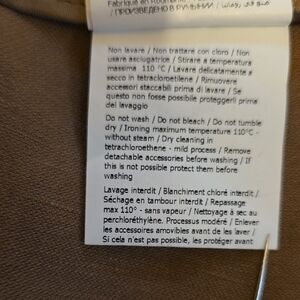 Fabriqué en Roumanie
/ ПРОИЗВЕДЕНО В РУМЫНИИ /
Non lavare / Non trattare con cloro / Non
usare asciugatrice / Stirare a temperatura
massima 110 °C / Lavare delicatamente a
secco in tetracloroetilene / Rimuovere
accessori staccabili prima di lavare / Se
questo non fosse possibile proteggerli prima
del lavaggio
Do not wash / Do not bleach / Do not tumble
dry / Ironing maximum temperature 110°C -
without steam / Dry cleaning in
tetrachloroethene - mild process / Remove
detachable accessories before washing / If
this is not possible protect them before
washing
Lavage interdit / Blanchiment chloré interdit /
Séchage en tambour interdit / Repassage
max 110° - sans vapeur / Nettoyage à sec au
perchloréthylène. Processus modéré / Enlever
les accessoires amovibles avant de les laver /
Si cela n'est pas possible, les protéger avant